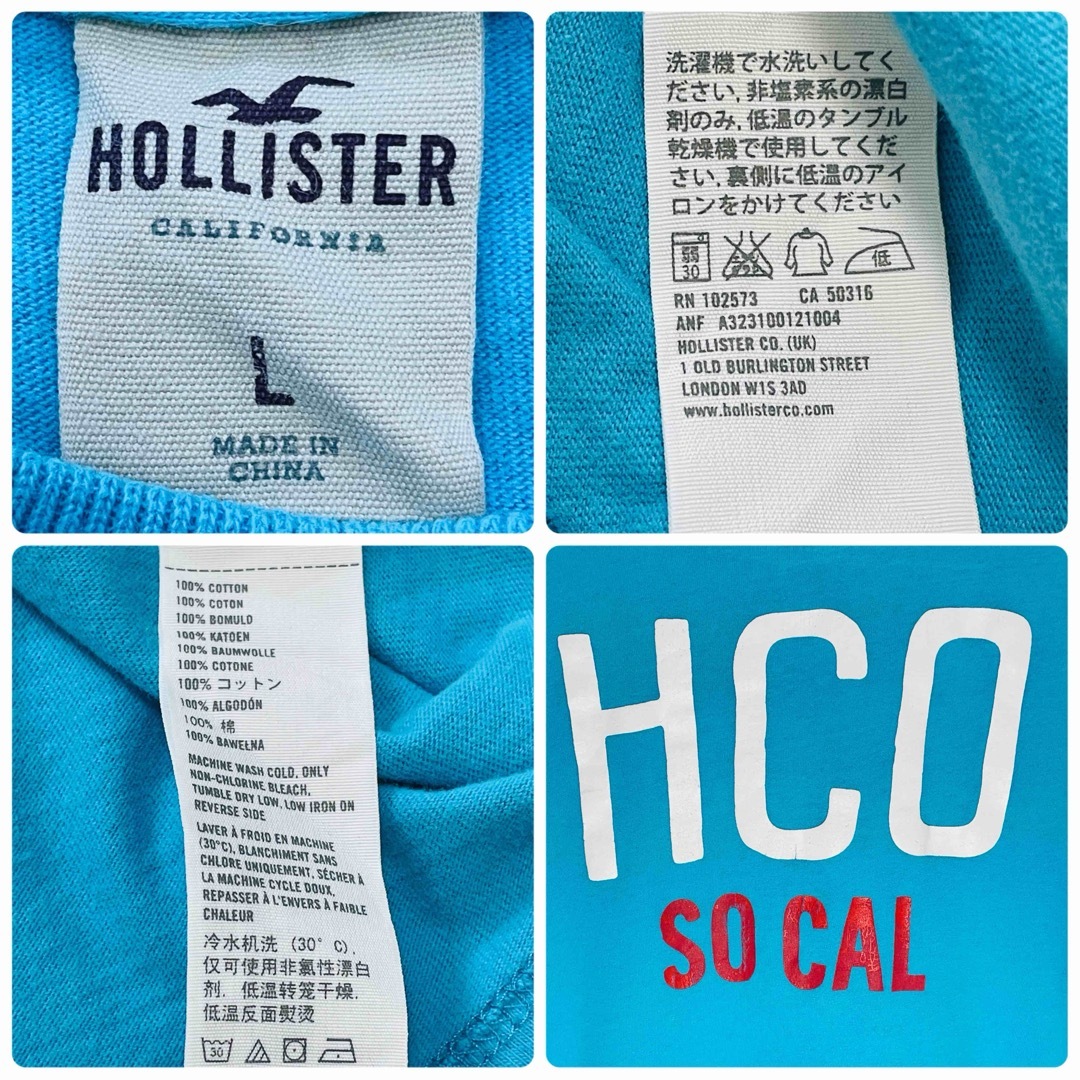 HOLLISTER
CALIFORNIA
L
MADE IN
CHINA
洗濯機で水洗いしてく
ださい,非塩素系の漂白
剤のみ,低温のタンブル
乾燥機で使用してくだ
さい,裏側に低温のアイ
ロンをかけてください
弱
30
低
RN 102573 CA 50316
ANF A323100121004
HOLLISTER CO. (UK)
1 OLD BURLINGTON STREET
LONDON W1S 3AD
www.hollisterco.com
100% COTTON
100% COTON
100% BOMULD
100% KATOEN
100% BAUMWOLLE
100% COTONE
100% コットン
100% ALGODÓN
100% 棉
100% BAWEŁNA
MACHINE WASH COLD, ONLY
NON-CHLORINE BLEACH,
TUMBLE DRY LOW, LOW IRON ON
REVERSE SIDE
LAVER À FROID EN MACHINE
(30°C), BLANCHIMENT SANS
CHLORE UNIQUEMENT, SÉCHER À
LA MACHINE CYCLE DOUX,
REPASSER À L'ENVERS À FAIBLE
CHALEUR
冷水机洗 (30° C),
仅可使用非氯性漂白
剂, 低温转笼干燥,
低温反面熨烫
30
HCO
SO CAL